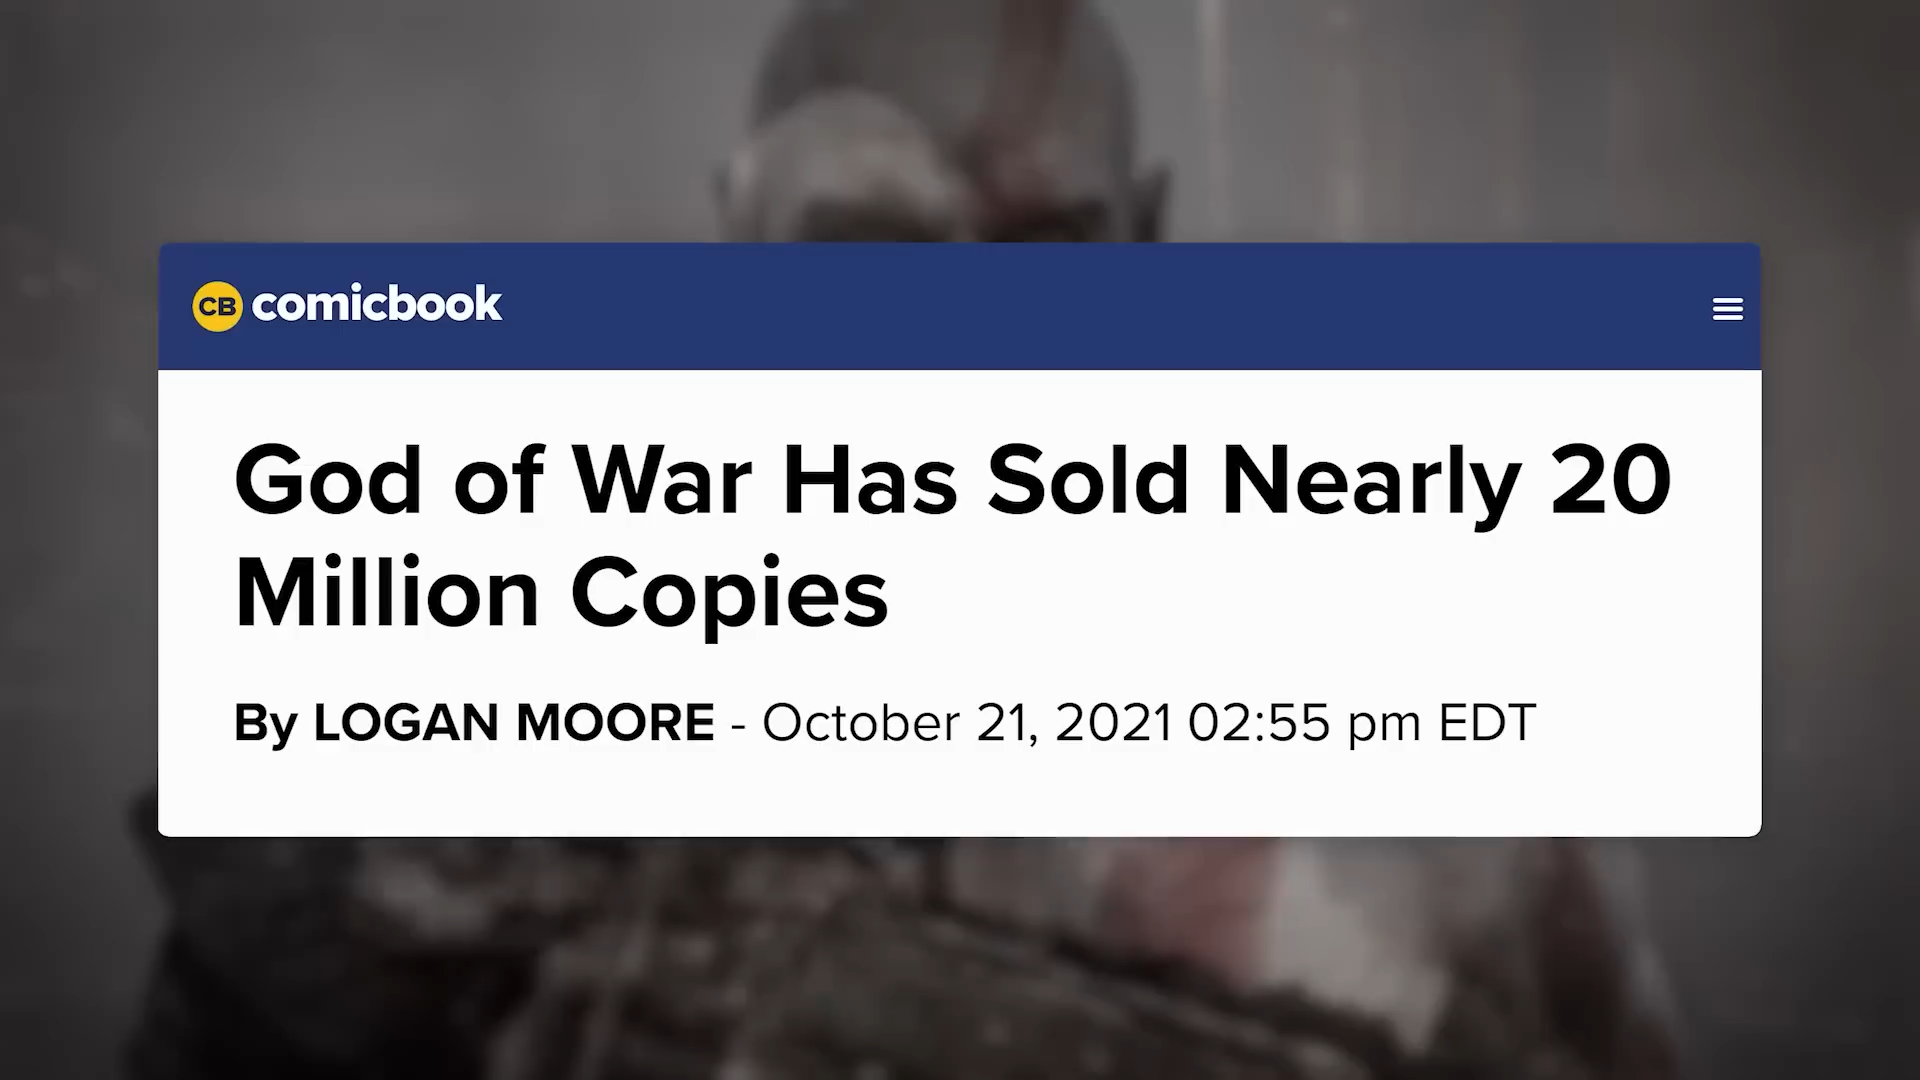 CB comicbook
God of War Has Sold Nearly 20
Million Copies
By LOGAN MOORE - October 21, 2021 02:55 pm EDT